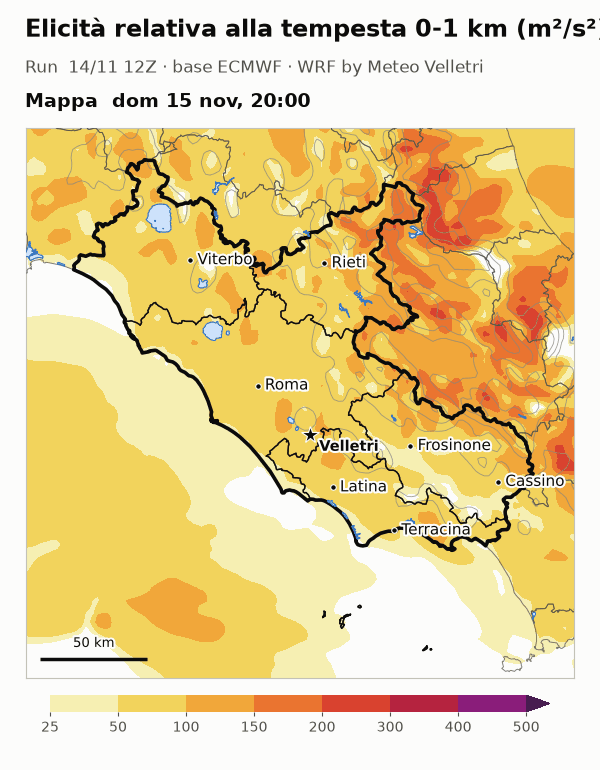 Elicità relativa alla tempesta 0-1 km (m²/s²)
Run 14/11 12Z · base ECMWF · WRF by Meteo Velletri
Mappa dom 15 nov, 20:00
Viterbo
Rieti
Roma
Velletri
Frosinone
Cassino
Latina
Terracina
50 km
25 50 100 150 200 300 400 500